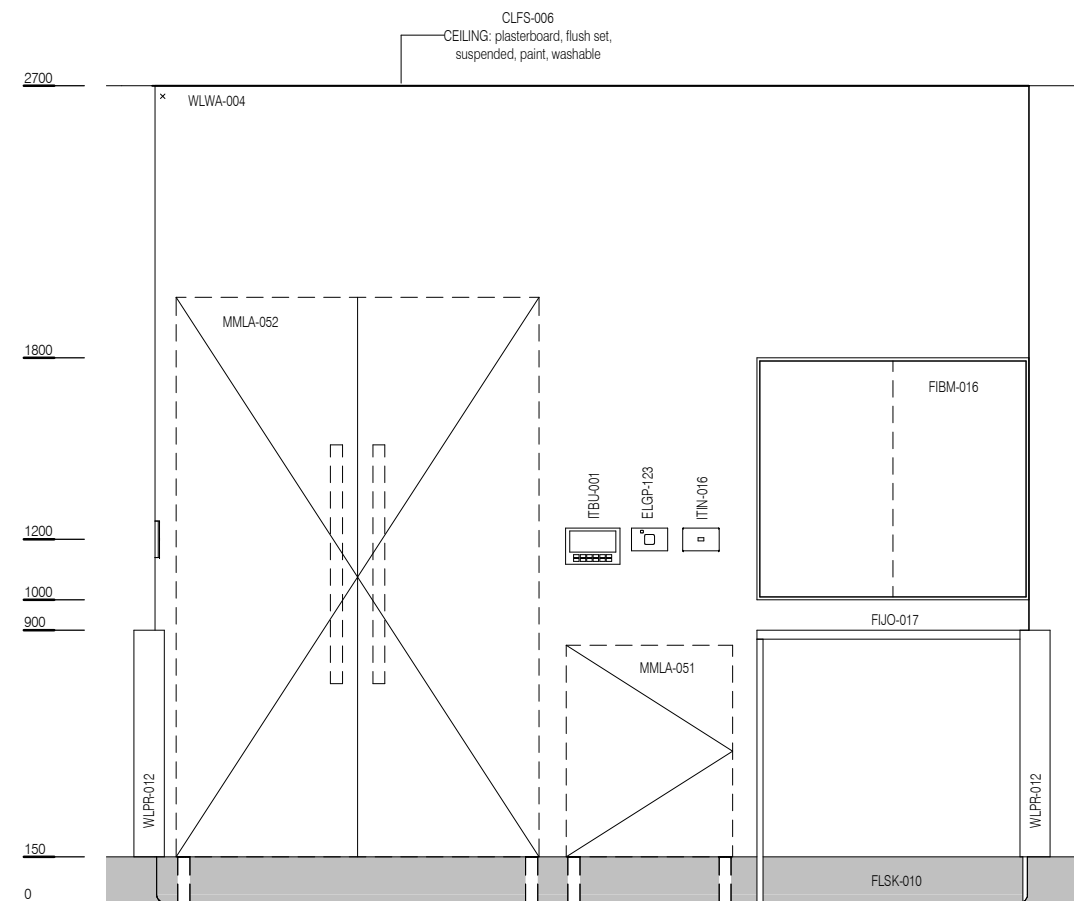 CLFS-006
CEILING: plasterboard, flush set,
suspended, paint, washable
2700
WLWA-004
MMLA-052
1800
FIBM-016
ITBU-001
ELGP-123
ITIN-016
1200
1000
900
FIJO-017
MMLA-051
WLPR-012
WLPR-012
150
FLSK-010
0